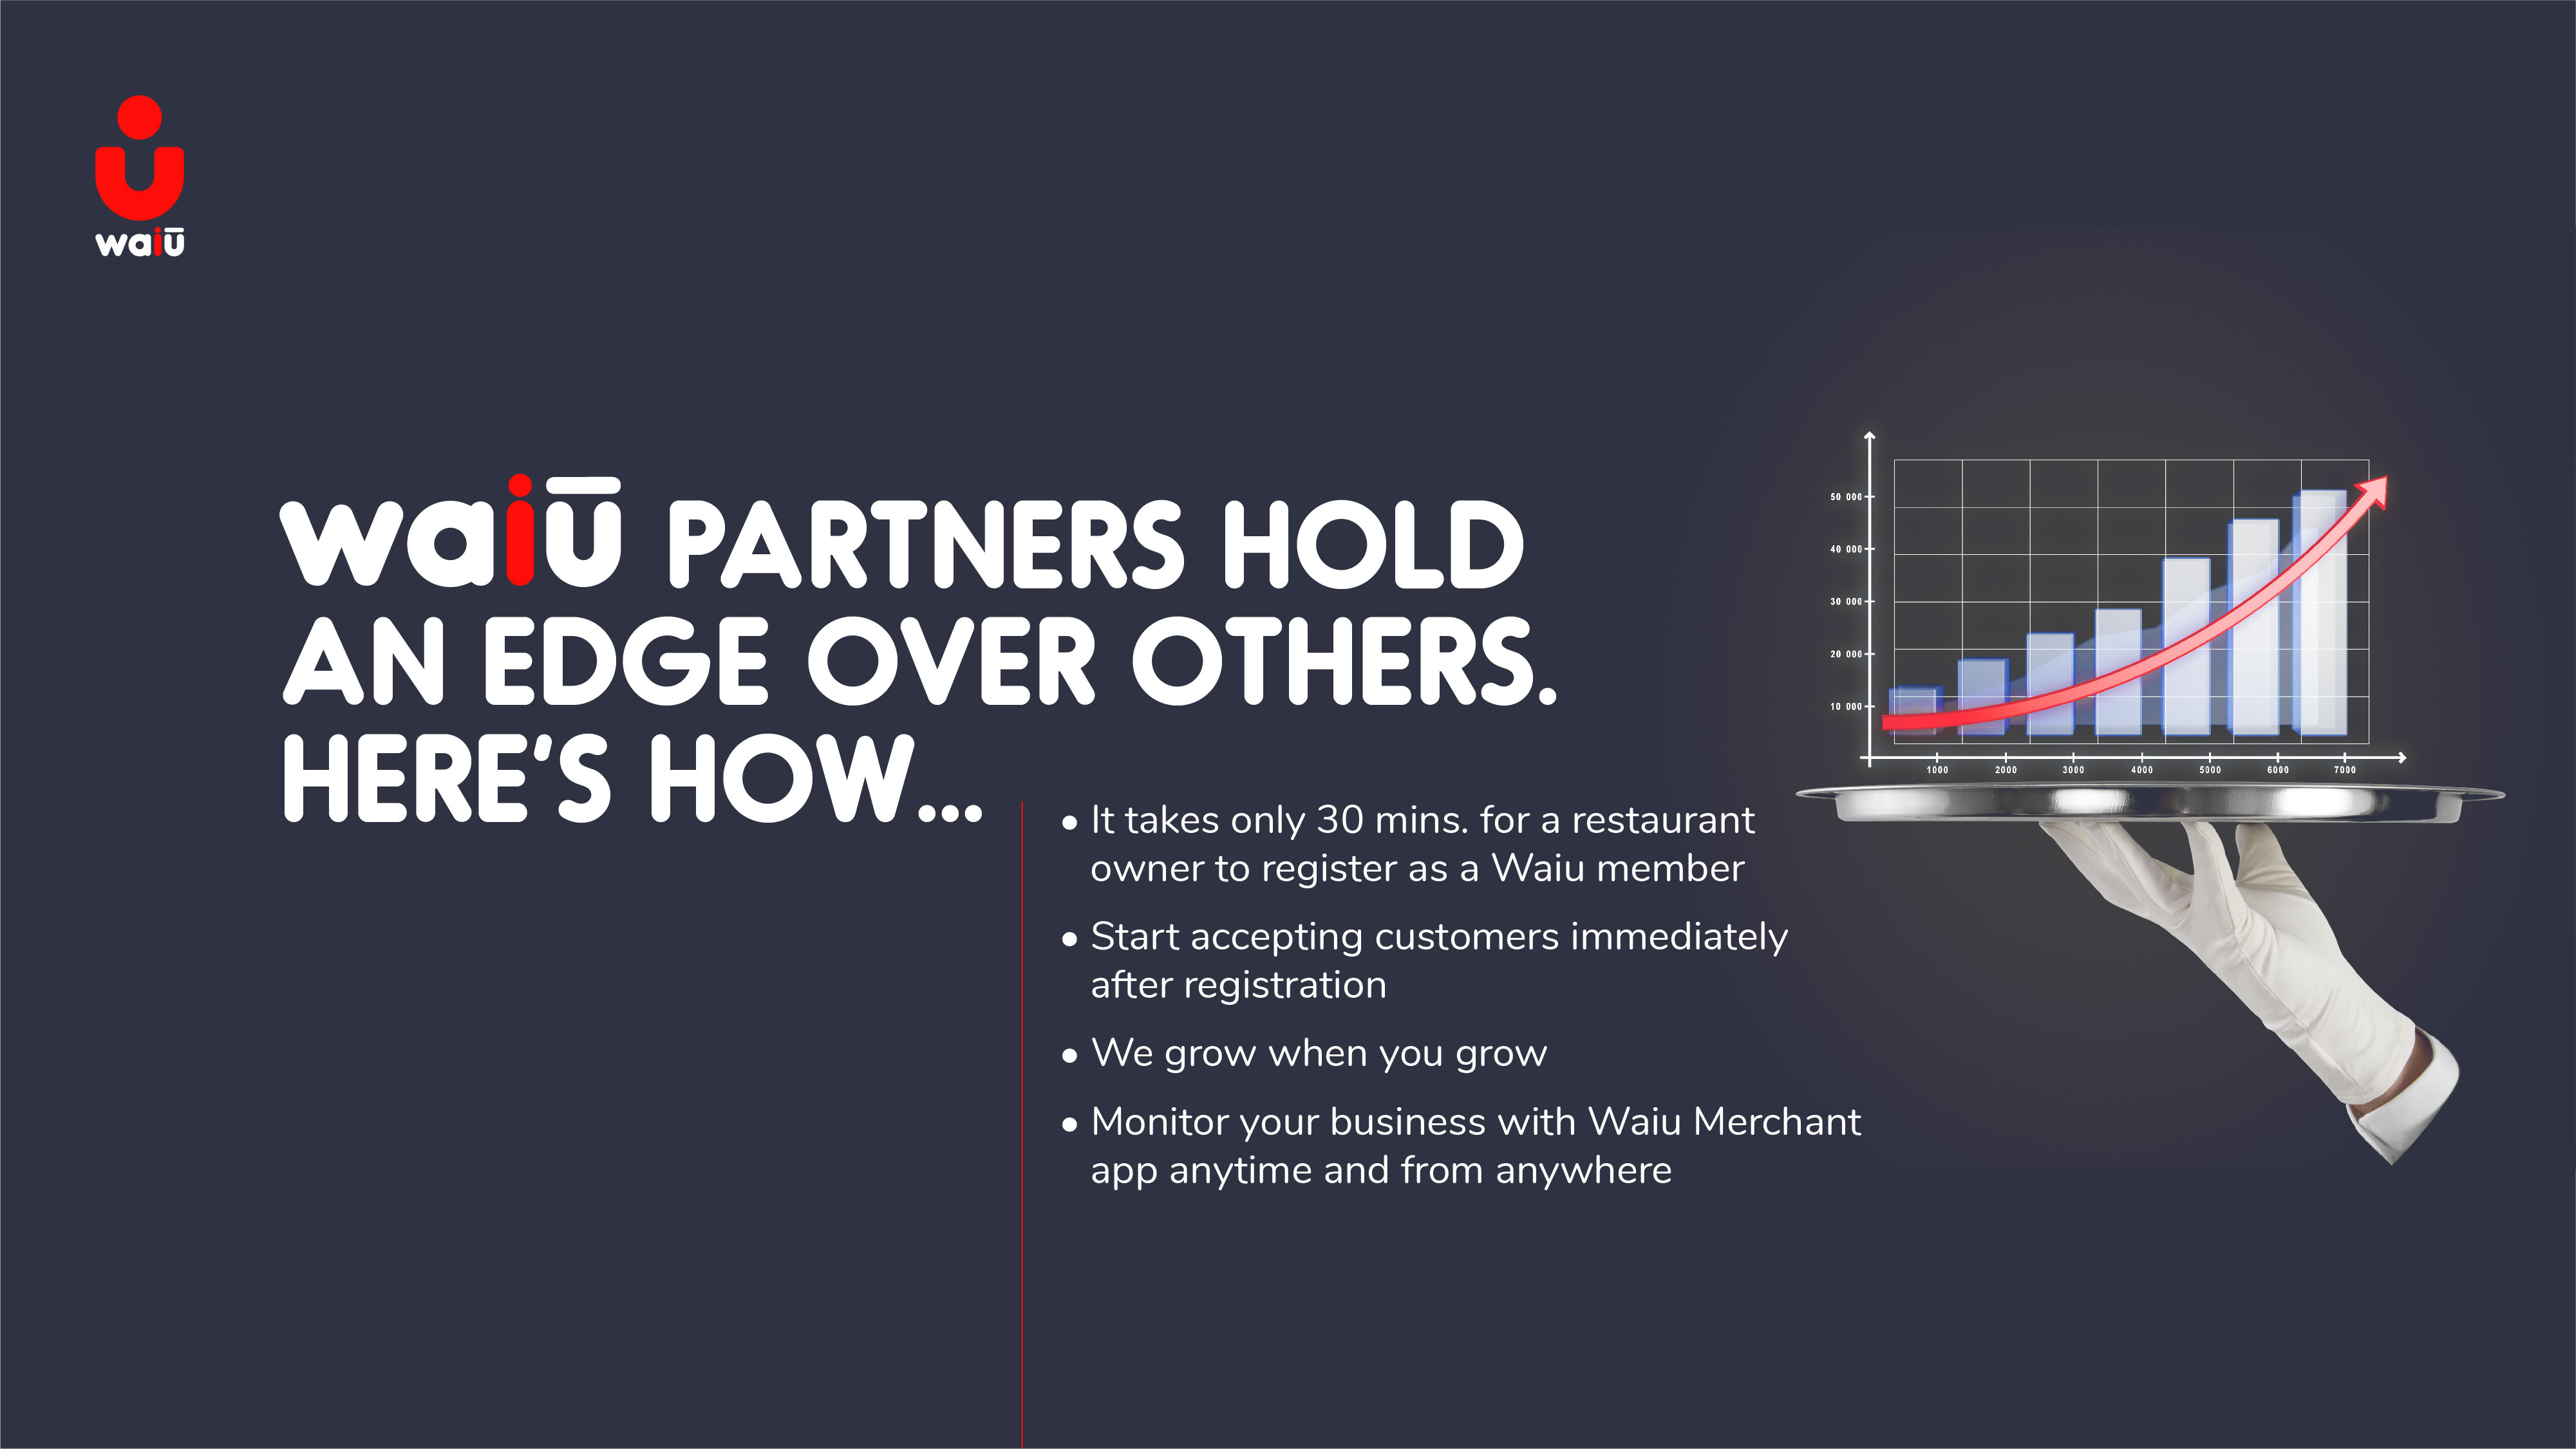 waiū
waiū PARTNERS HOLD
AN EDGE OVER OTHERS.
HERE'S HOW...
• It takes only 30 mins. for a restaurant
owner to register as a Waiu member
• Start accepting customers immediately
after registration
• We grow when you grow
• Monitor your business with Waiu Merchant
app anytime and from anywhere
50 000
40 000
30 000
20 000
10 000
1000 2000 3000 4000 5000 6000 7000